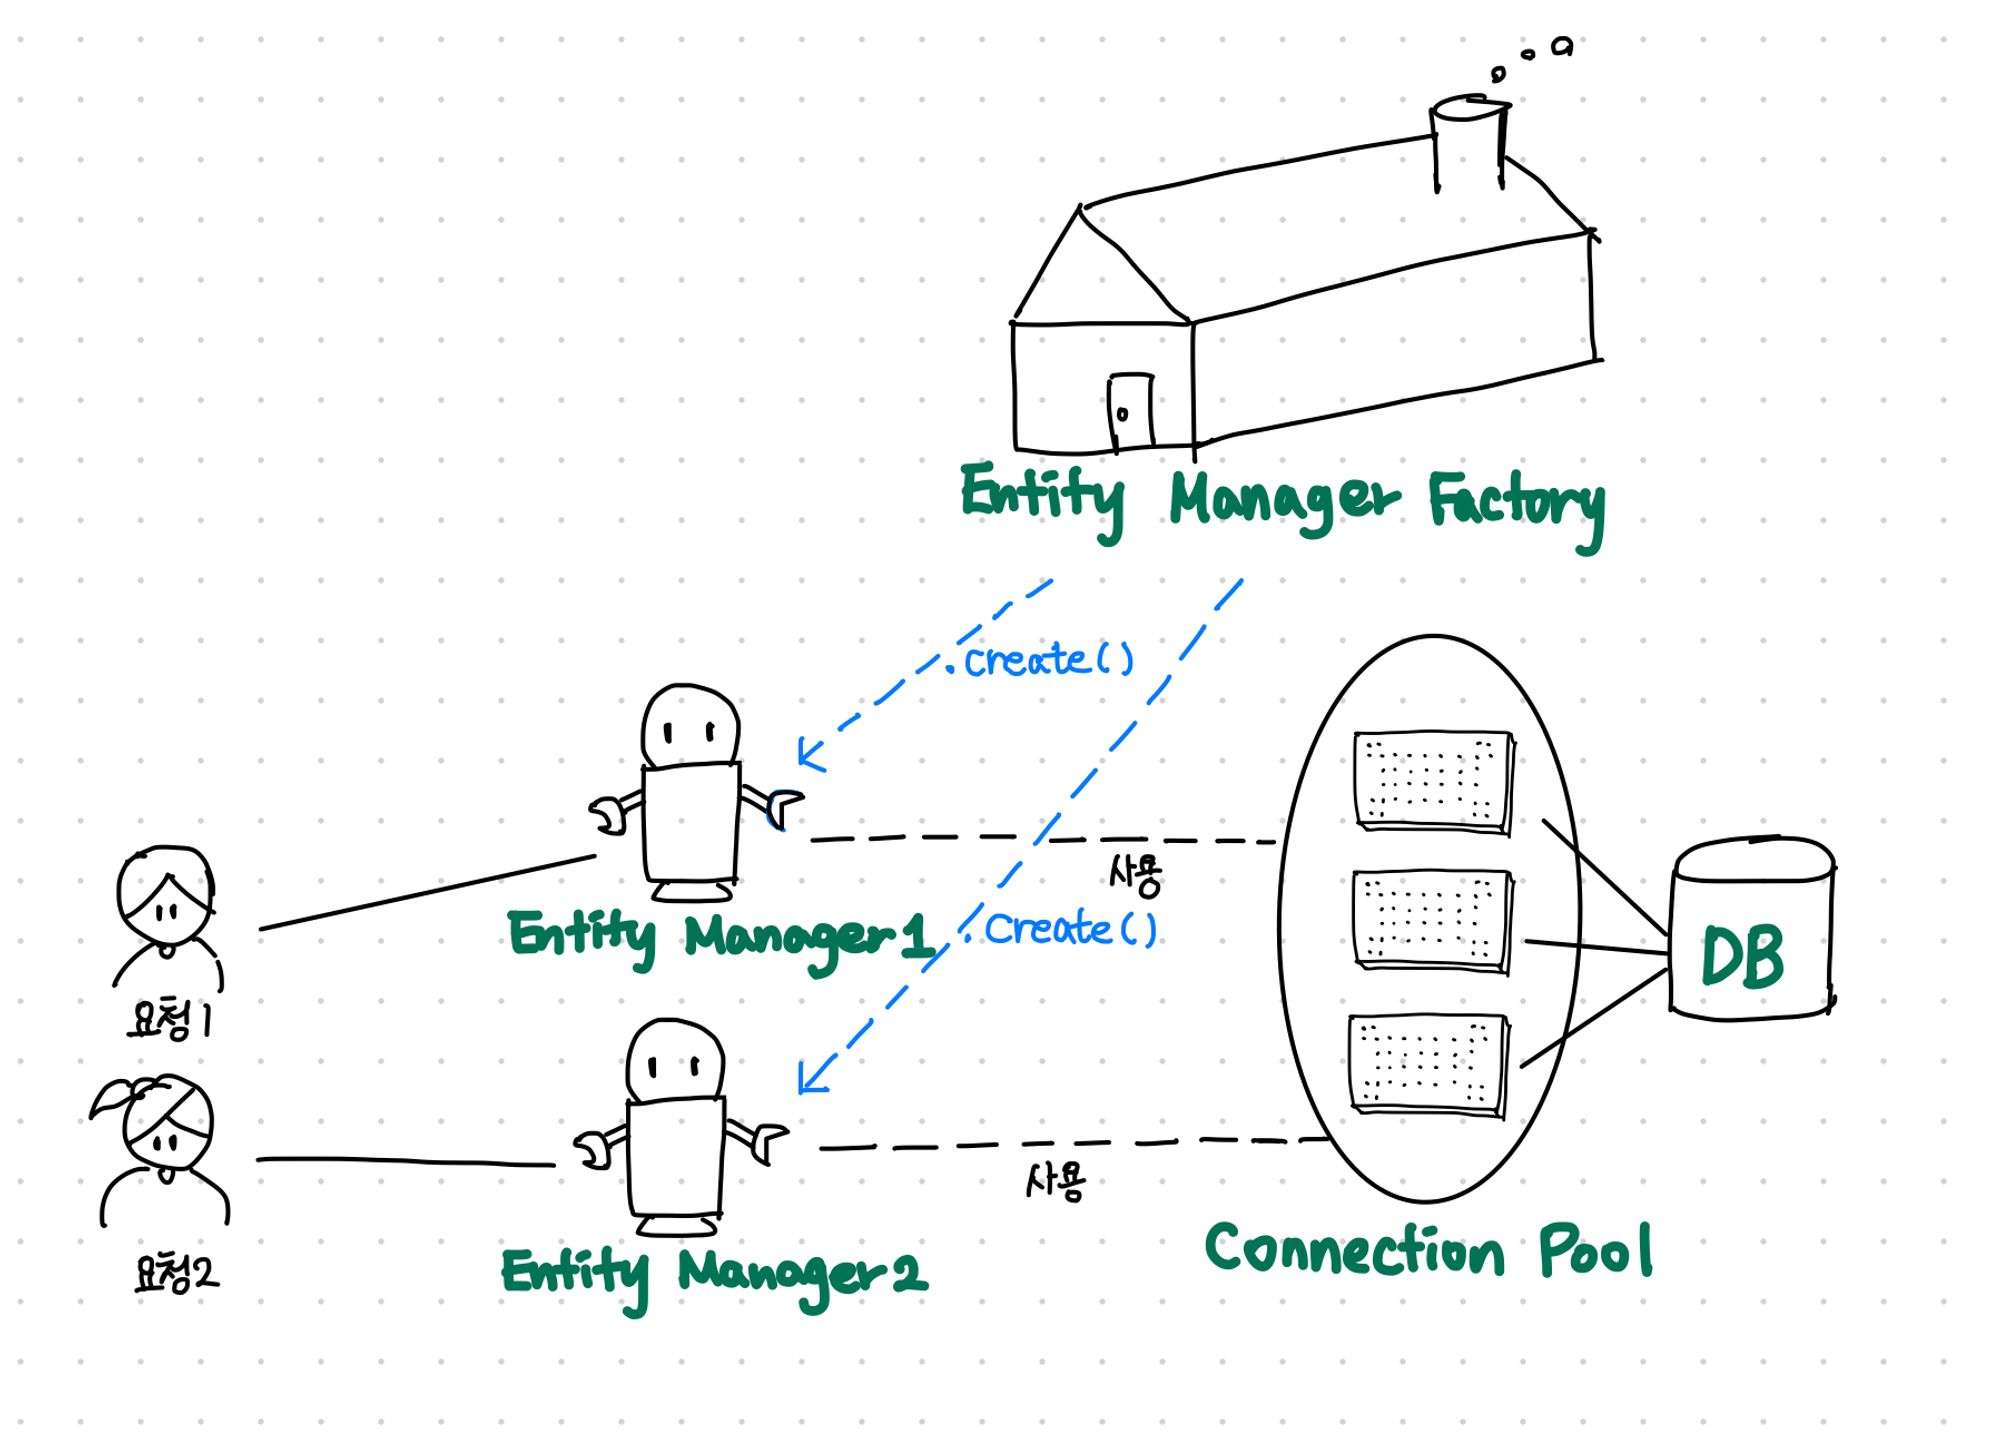 Entity Manager Factory
.create()
사용
Entity Manager1
.Create()
DB
요청1
사용
Connection Pool
요청2
Entity Manager2